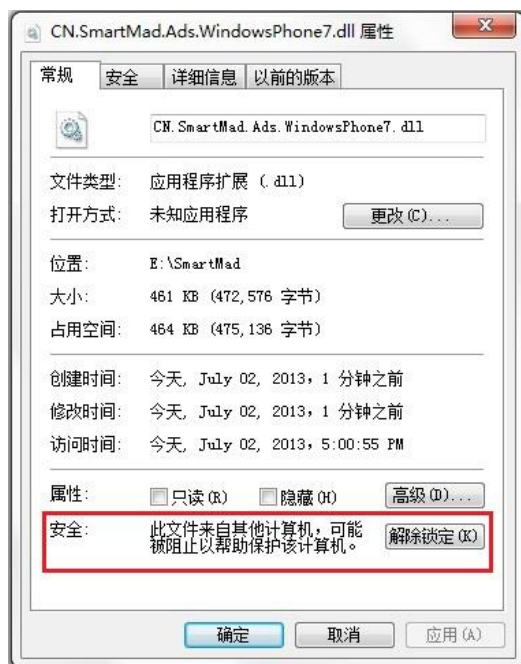 CN.SmartMad.Ads.WindowsPhone7.dll 属性
常规 安全 详细信息 以前的版本
CN.SmartMad.Ads.WindowsPhone7.dll
文件类型: 应用程序扩展 (.dll)
打开方式: 未知应用程序 更改(C)...
位置: E:\SmartMad
大小: 461 KB (472,576 字节)
占用空间: 464 KB (475,136 字节)
创建时间: 今天, July 02, 2013, 1 分钟之前
修改时间: 今天, July 02, 2013, 1 分钟之前
访问时间: 今天, July 02, 2013, 5:00:55 PM
属性: 只读(R) 隐藏(H) 高级(D)...
安全: 此文件来自其他计算机，可能
被阻止以帮助保护该计算机。 解除锁定(K)
确定 取消 应用(A)